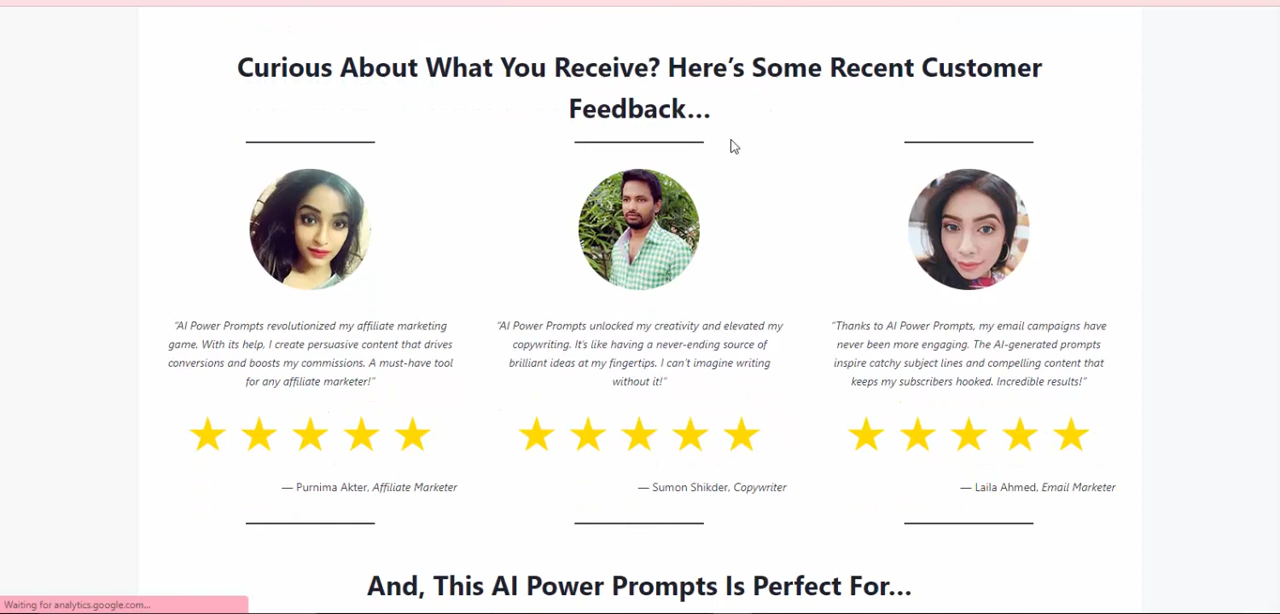 Curious About What You Receive? Here's Some Recent Customer
Feedback...
"AI Power Prompts revolutionized my affiliate marketing
game. With its help, I create persuasive content that drives
conversions and boosts my commissions. A must-have tool
for any affiliate marketer!"
— Purnima Akter, Affiliate Marketer
"AI Power Prompts unlocked my creativity and elevated my
copywriting. It's like having a never-ending source of
brilliant ideas at my fingertips. I can't imagine writing
without it!"
— Sumon Shikder, Copywriter
"Thanks to AI Power Prompts, my email campaigns have
never been more engaging. The AI-generated prompts
inspire catchy subject lines and compelling content that
keeps my subscribers hooked. Incredible results!"
— Laila Ahmed, Email Marketer
And, This AI Power Prompts Is Perfect For...
Waiting for analytics.google.com...